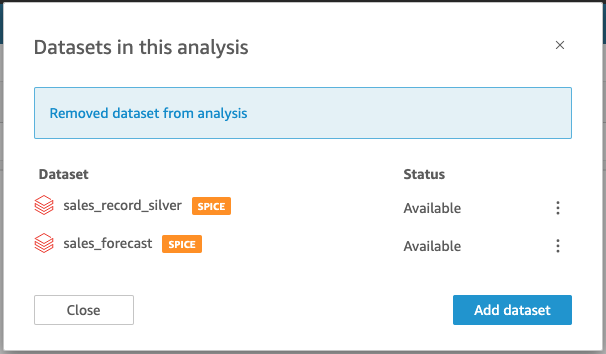 Datasets in this analysis
Removed dataset from analysis
Dataset Status
sales_record_silver SPICE Available
sales_forecast SPICE Available
Close Add dataset